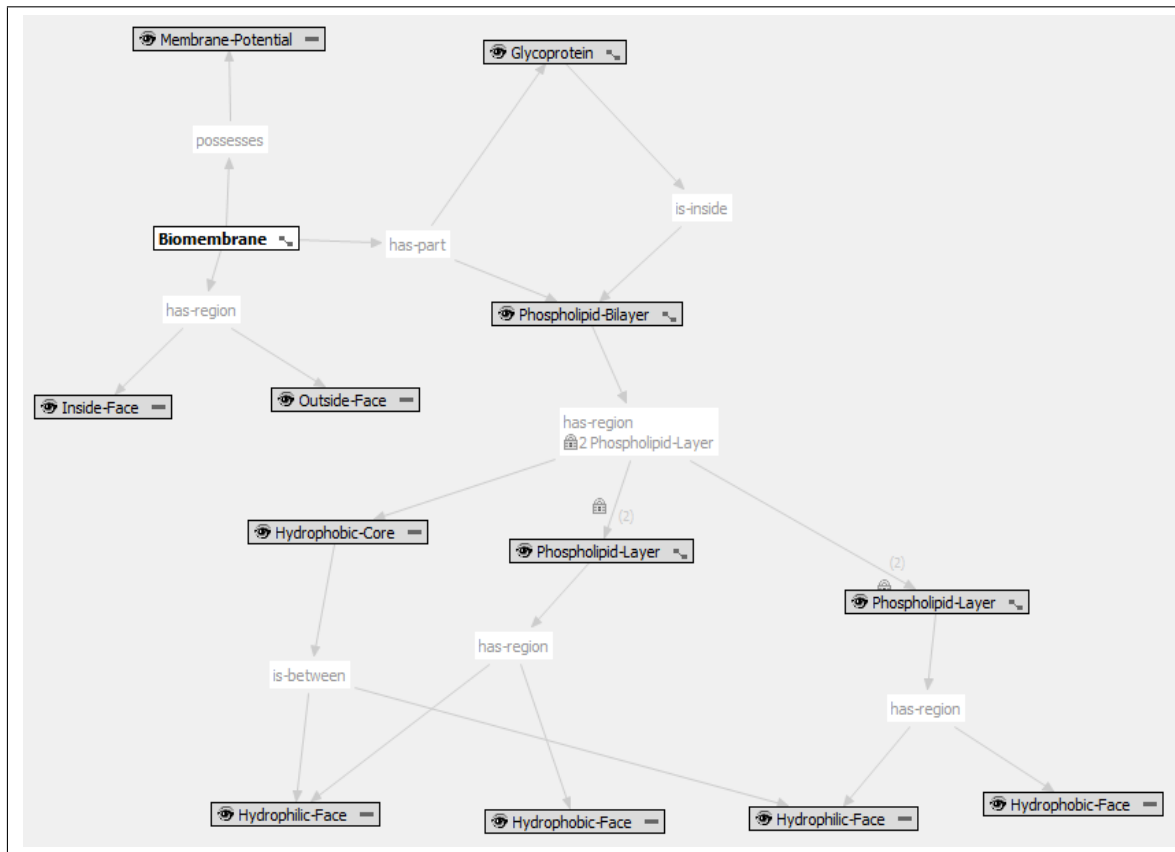 Membrane-Potential
Glycoprotein
possesses
is-inside
Biomembrane
has-part
has-region
Phospholipid-Bilayer
Inside-Face
Outside-Face
has-region
2 Phospholipid-Layer
(2)
Hydrophobic-Core
Phospholipid-Layer
(2)
Phospholipid-Layer
has-region
is-between
has-region
Hydrophilic-Face
Hydrophobic-Face
Hydrophilic-Face
Hydrophobic-Face